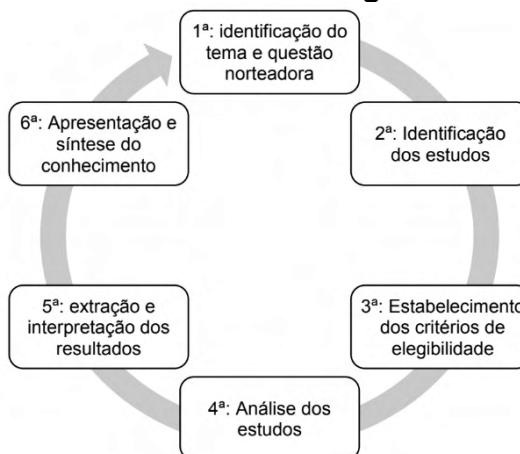 1ª: identificação do
tema e questão
norteadora
2ª: Identificação
dos estudos
3ª: Estabelecimento
dos critérios de
elegibilidade
4ª: Análise dos
estudos
5ª: extração e
interpretação dos
resultados
6ª: Apresentação e
síntese do
conhecimento